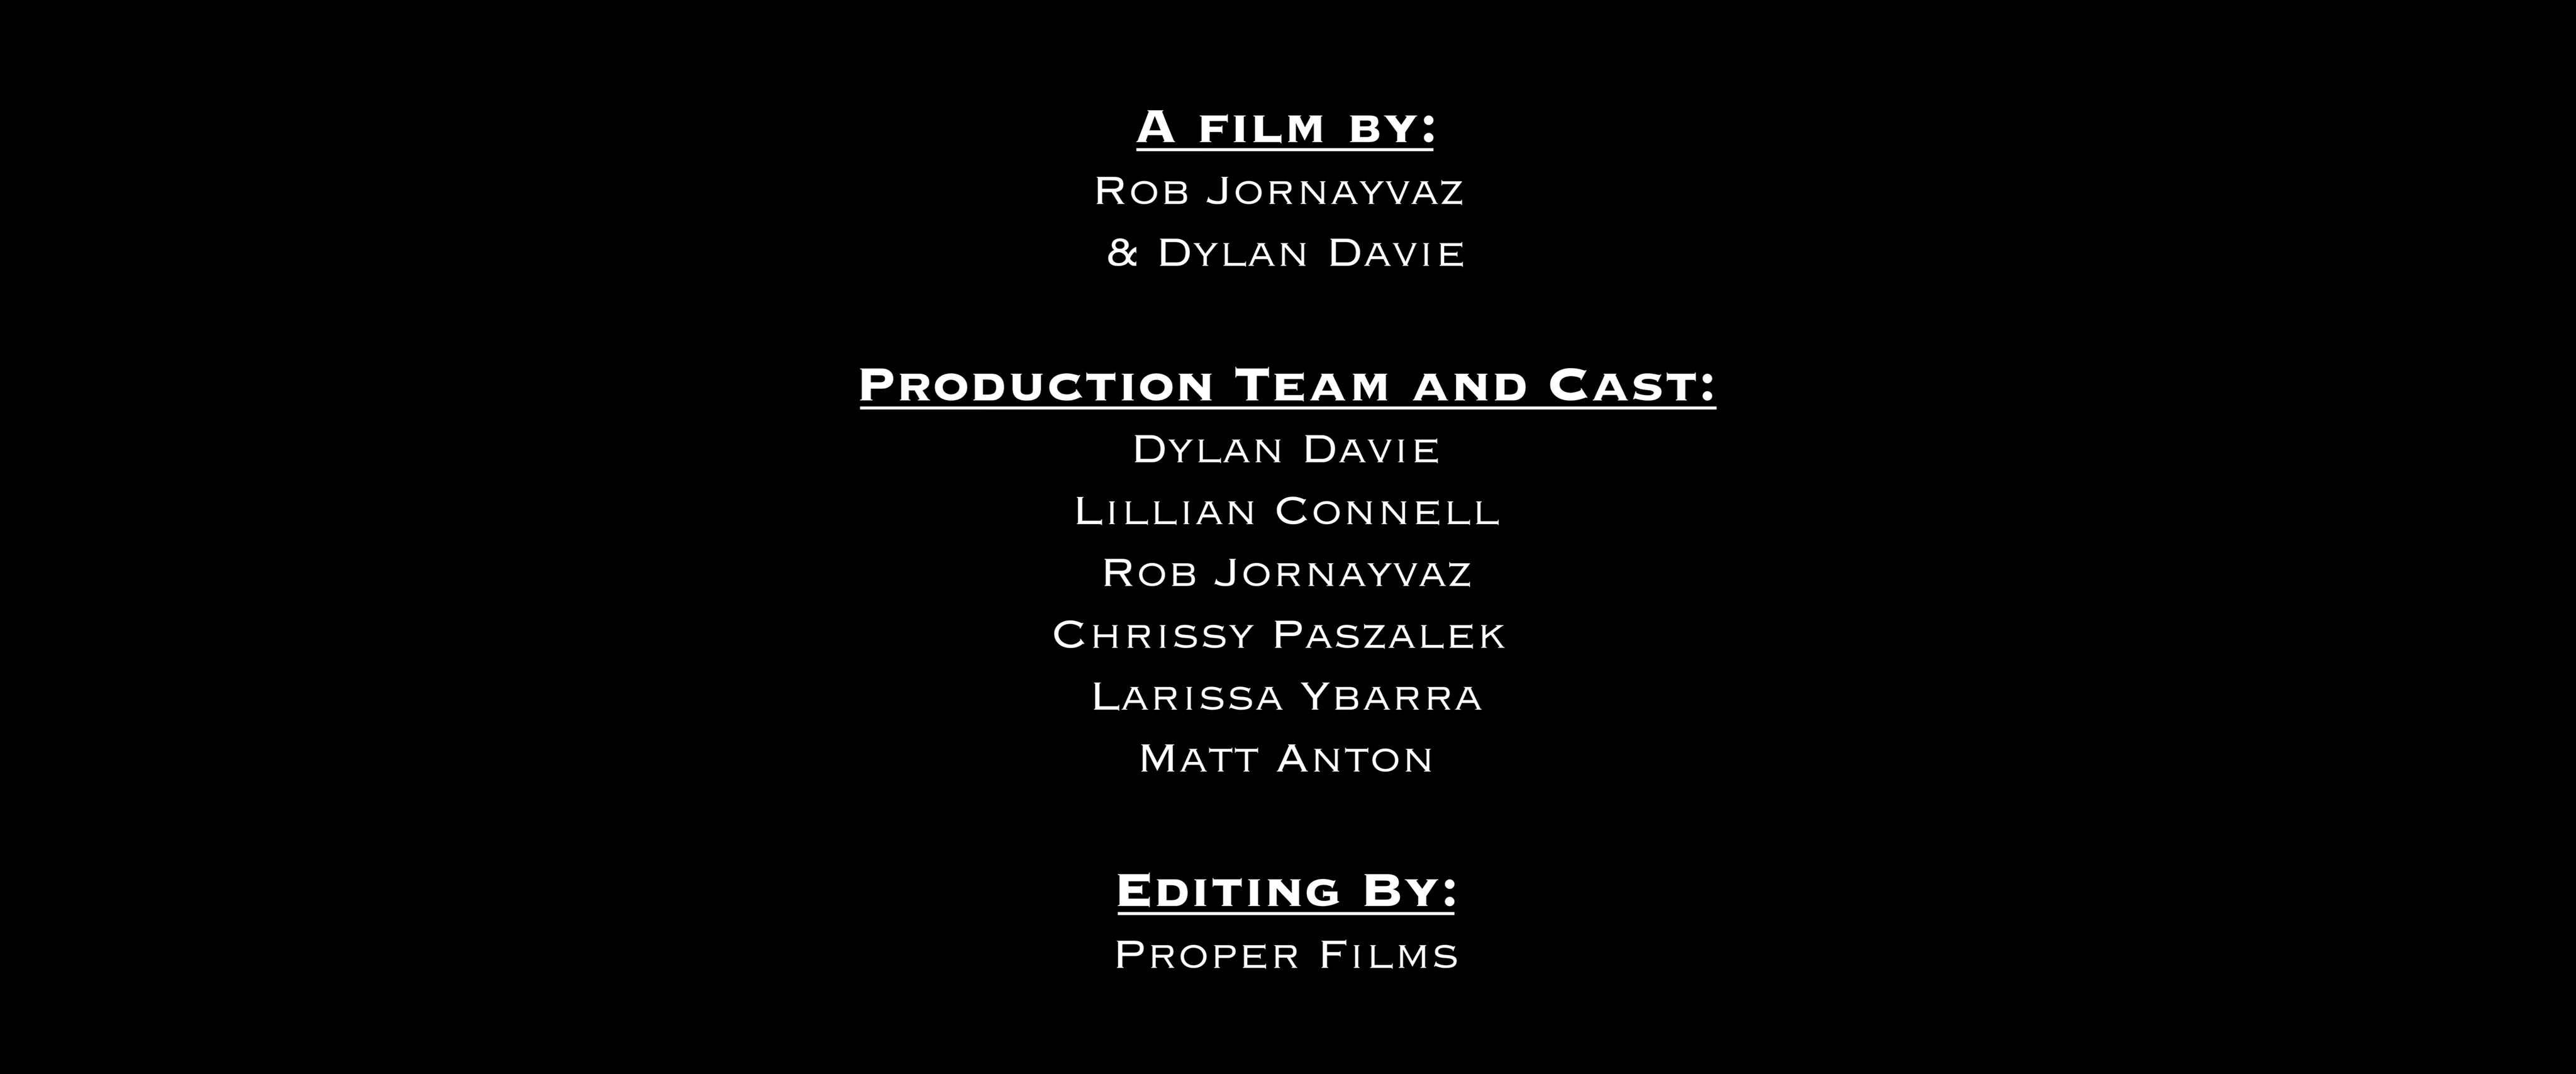 A film by:
Rob Jornayvaz
& Dylan Davie
Production Team and Cast:
Dylan Davie
Lillian Connell
Rob Jornayvaz
Chrissy Paszalek
Larissa Ybarra
Matt Anton
Editing By:
Proper Films